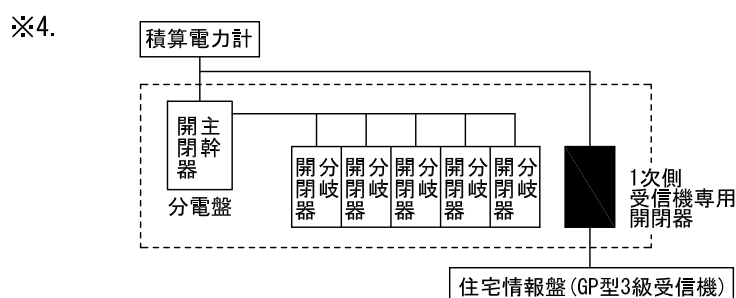 ※4.
積算電力計
主幹
開閉器
分電盤
分岐
開閉器
分岐
開閉器
分岐
開閉器
分岐
開閉器
分岐
開閉器
1次側
受信機専用
開閉器
住宅情報盤(GP型3級受信機)